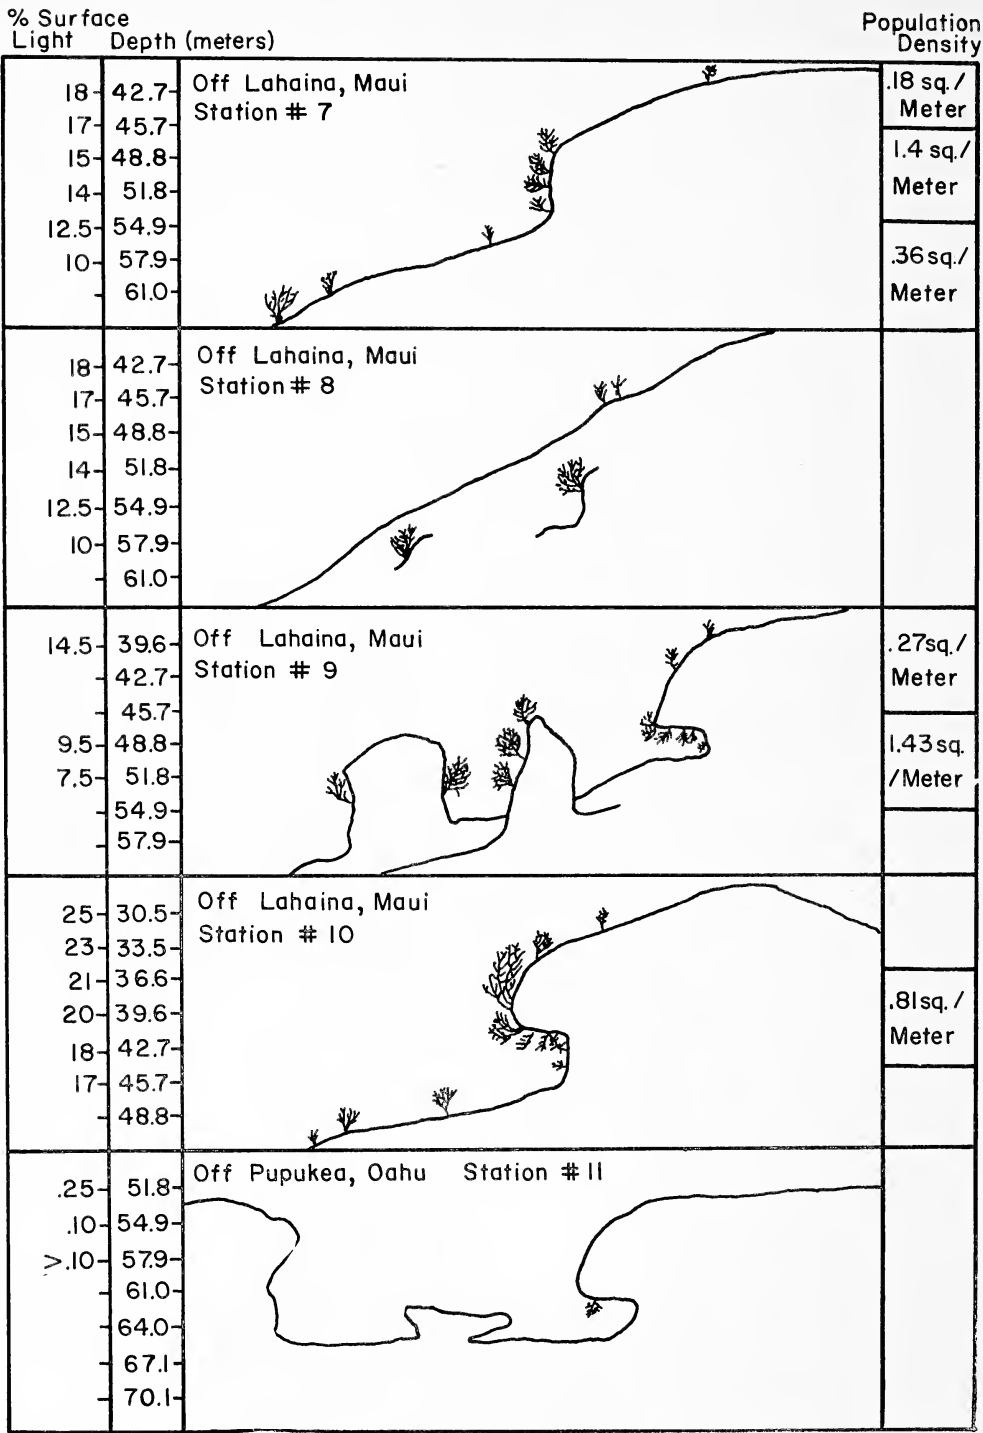 % Surface
Light Depth (meters)
Population
Density
Off Lahaina, Maui
Station # 7
18 42.7
17 45.7
15 48.8
14 51.8
12.5 54.9
10 57.9
61.0
.18 sq./
Meter
1.4 sq./
Meter
.36 sq./
Meter
Off Lahaina, Maui
Station # 8
18 42.7
17 45.7
15 48.8
14 51.8
12.5 54.9
10 57.9
61.0
Off Lahaina, Maui
Station # 9
14.5 39.6
42.7
45.7
9.5 48.8
7.5 51.8
54.9
57.9
.27sq./
Meter
1.43 sq.
/Meter
Off Lahaina, Maui
Station # 10
25 30.5
23 33.5
21 36.6
20 39.6
18 42.7
17 45.7
48.8
.81sq./
Meter
Off Pupukea, Oahu Station # 11
.25 51.8
.10 54.9
>.10 57.9
61.0
64.0
67.1
70.1